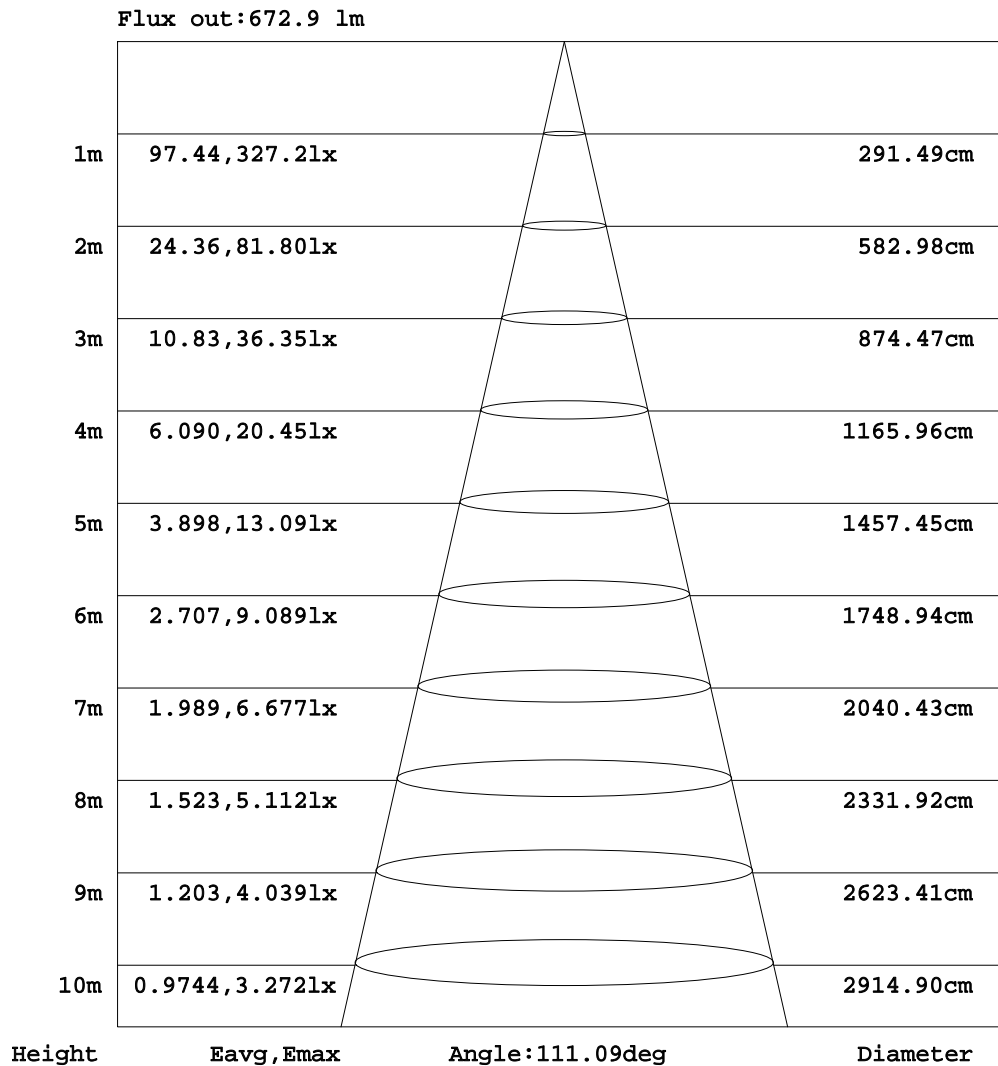 Flux out:672.9 lm
1m 97.44,327.2lx 291.49cm
2m 24.36,81.80lx 582.98cm
3m 10.83,36.35lx 874.47cm
4m 6.090,20.45lx 1165.96cm
5m 3.898,13.09lx 1457.45cm
6m 2.707,9.089lx 1748.94cm
7m 1.989,6.677lx 2040.43cm
8m 1.523,5.112lx 2331.92cm
9m 1.203,4.039lx 2623.41cm
10m 0.9744,3.272lx 2914.90cm
Height Eavg,Emax Angle:111.09deg Diameter